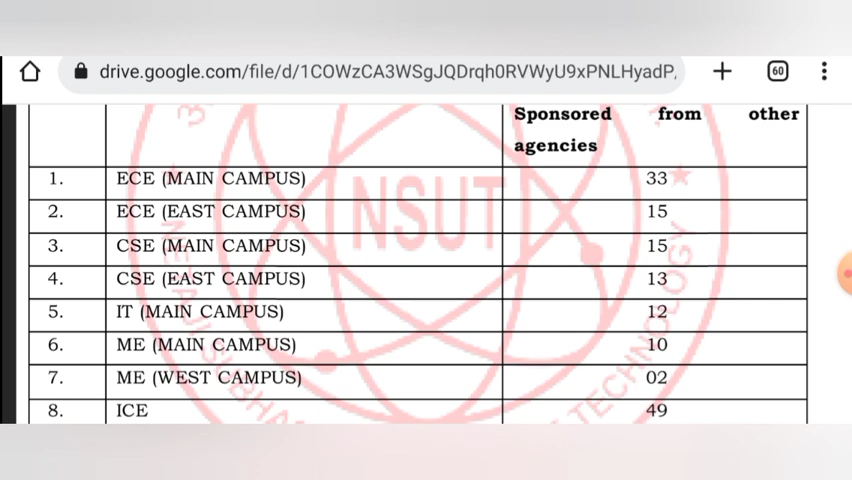 drive.google.com/file/d/1COWzCA3WSgJQDrqh0RVWyU9xPNLHyadP,
60
Sponsored from other
agencies
1. ECE (MAIN CAMPUS) 33
2. ECE (EAST CAMPUS) 15
3. CSE (MAIN CAMPUS) 15
4. CSE (EAST CAMPUS) 13
5. IT (MAIN CAMPUS) 12
6. ME (MAIN CAMPUS) 10
7. ME (WEST CAMPUS) 02
8. ICE 49
NSUT